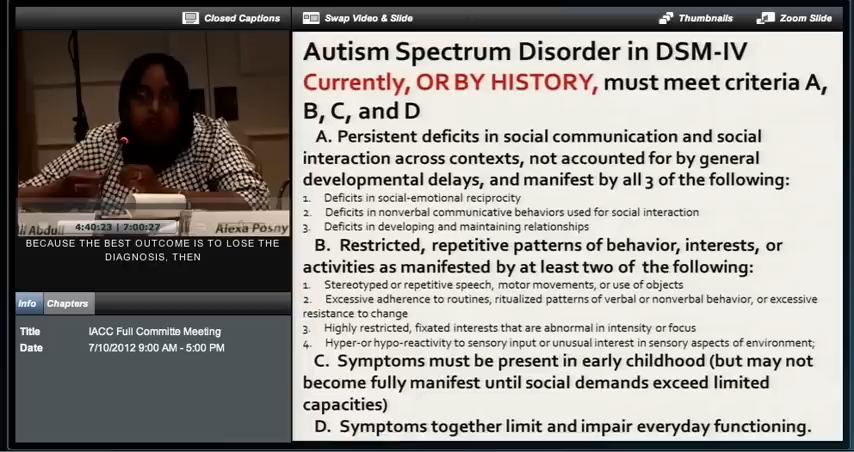 Closed Captions
Swap Video & Slide
Thumbnails
Zoom Slide
Abdull
Alexa Posny
4:40:23 | 7:00:27
BECAUSE THE BEST OUTCOME IS TO LOSE THE
DIAGNOSIS, THEN
Info
Chapters
Title IACC Full Committe Meeting
Date 7/10/2012 9:00 AM - 5:00 PM
Autism Spectrum Disorder in DSM-IV
Currently, OR BY HISTORY, must meet criteria A,
B, C, and D
A. Persistent deficits in social communication and social
interaction across contexts, not accounted for by general
developmental delays, and manifest by all 3 of the following:
1. Deficits in social-emotional reciprocity
2. Deficits in nonverbal communicative behaviors used for social interaction
3. Deficits in developing and maintaining relationships
B. Restricted, repetitive patterns of behavior, interests, or
activities as manifested by at least two of the following:
1. Stereotyped or repetitive speech, motor movements, or use of objects
2. Excessive adherence to routines, ritualized patterns of verbal or nonverbal behavior, or excessive
resistance to change
3. Highly restricted, fixated interests that are abnormal in intensity or focus
4. Hyper-or hypo-reactivity to sensory input or unusual interest in sensory aspects of environment;
C. Symptoms must be present in early childhood (but may not
become fully manifest until social demands exceed limited
capacities)
D. Symptoms together limit and impair everyday functioning.